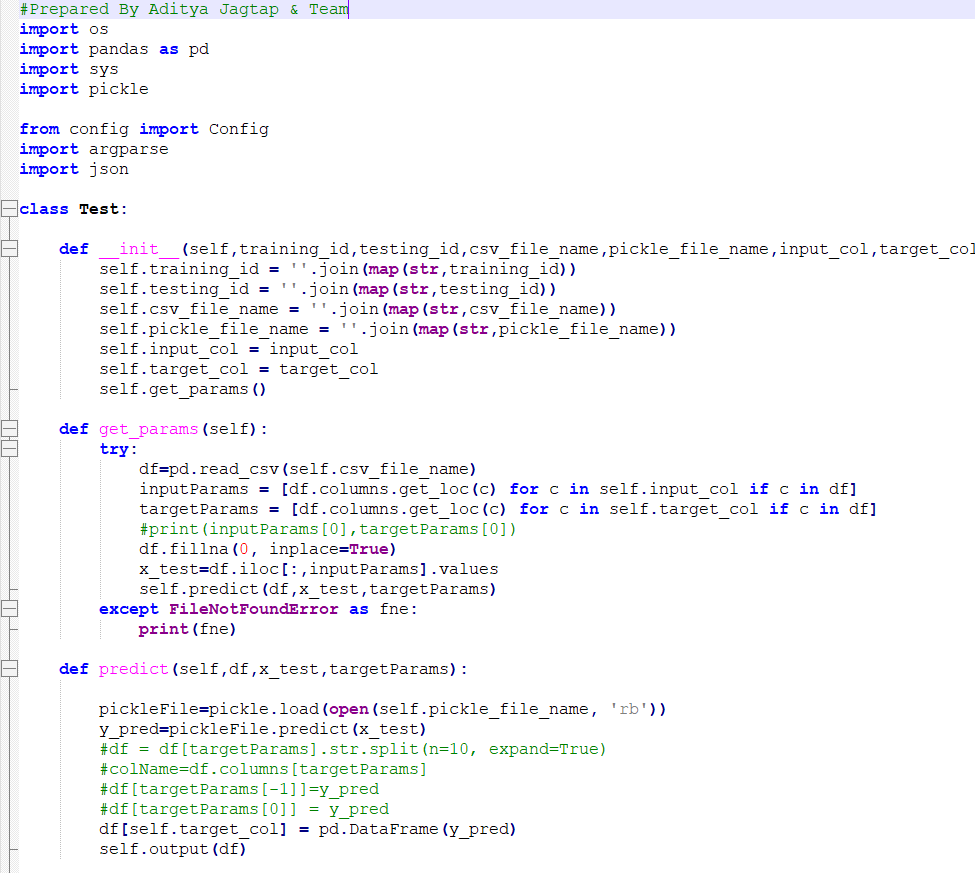 #Prepared By Aditya Jagtap & Team
import os
import pandas as pd
import sys
import pickle

from config import Config
import argparse
import json

class Test:

    def __init__(self,training_id,testing_id,csv_file_name,pickle_file_name,input_col,target_col
        self.training_id = ''.join(map(str,training_id))
        self.testing_id = ''.join(map(str,testing_id))
        self.csv_file_name = ''.join(map(str,csv_file_name))
        self.pickle_file_name = ''.join(map(str,pickle_file_name))
        self.input_col = input_col
        self.target_col = target_col
        self.get_params()

    def get_params(self):
        try:
            df=pd.read_csv(self.csv_file_name)
            inputParams = [df.columns.get_loc(c) for c in self.input_col if c in df]
            targetParams = [df.columns.get_loc(c) for c in self.target_col if c in df]
            #print(inputParams[0],targetParams[0])
            df.fillna(0, inplace=True)
            x_test=df.iloc[:,inputParams].values
            self.predict(df,x_test,targetParams)
        except FileNotFoundError as fne:
            print(fne)

    def predict(self,df,x_test,targetParams):

        pickleFile=pickle.load(open(self.pickle_file_name, 'rb'))
        y_pred=pickleFile.predict(x_test)
        #df = df[targetParams].str.split(n=10, expand=True)
        #colName=df.columns[targetParams]
        #df[targetParams[-1]]=y_pred
        #df[targetParams[0]] = y_pred
        df[self.target_col] = pd.DataFrame(y_pred)
        self.output(df)